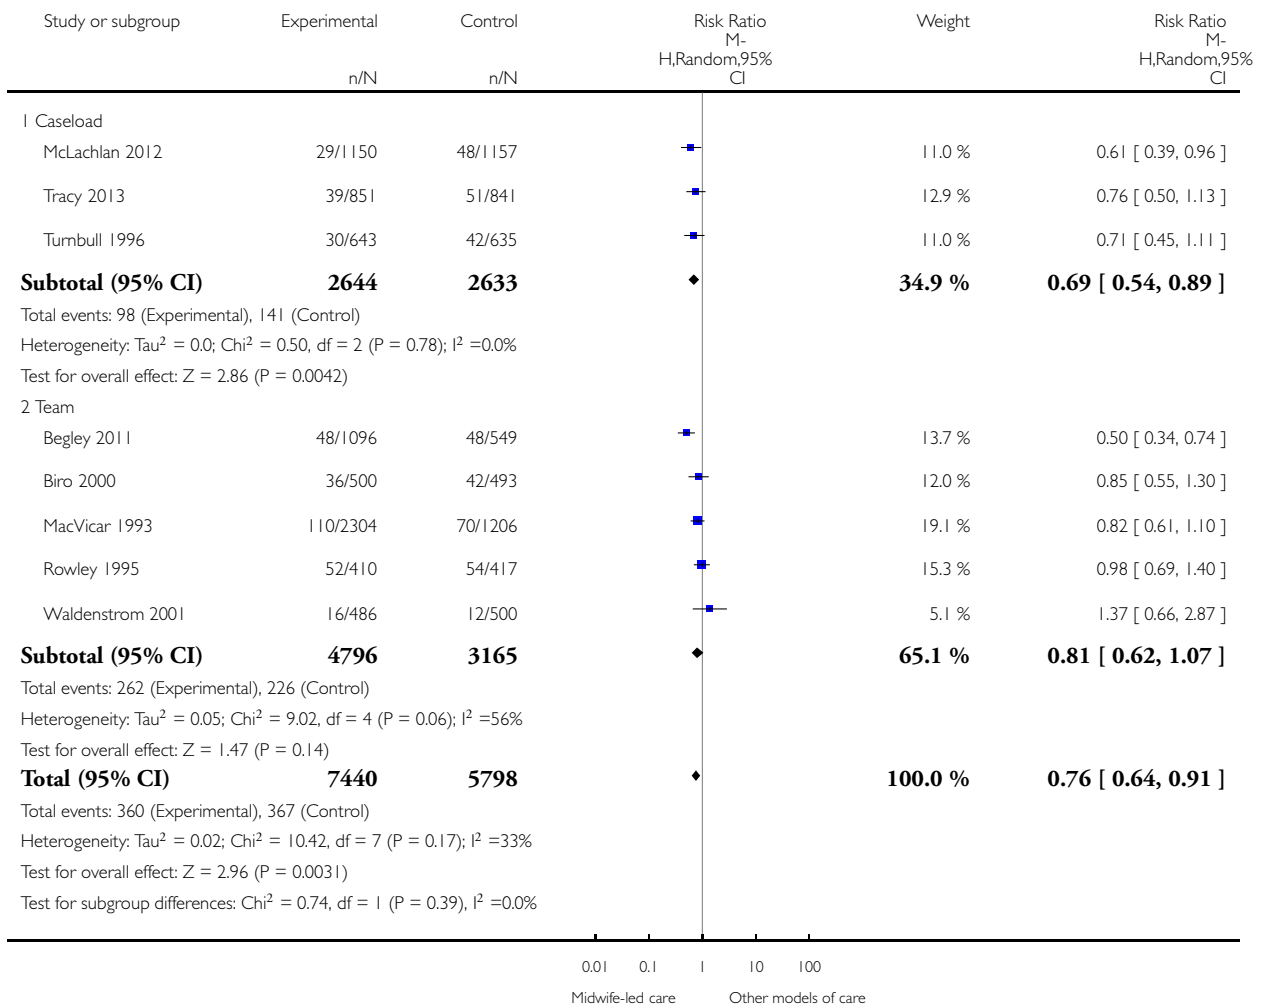 Study or subgroup Experimental Control Risk Ratio Weight Risk Ratio
M- M-
H,Random,95% H,Random,95%
n/N n/N CI CI
1 Caseload
McLachlan 2012 29/1150 48/1157 11.0 % 0.61 [ 0.39, 0.96 ]
Tracy 2013 39/851 51/841 12.9 % 0.76 [ 0.50, 1.13 ]
Turnbull 1996 30/643 42/635 11.0 % 0.71 [ 0.45, 1.11 ]
Subtotal (95% CI) 2644 2633 34.9 % 0.69 [ 0.54, 0.89 ]
Total events: 98 (Experimental), 141 (Control)
Heterogeneity: Tau² = 0.0; Chi² = 0.50, df = 2 (P = 0.78); I² =0.0%
Test for overall effect: Z = 2.86 (P = 0.0042)
2 Team
Begley 2011 48/1096 48/549 13.7 % 0.50 [ 0.34, 0.74 ]
Biro 2000 36/500 42/493 12.0 % 0.85 [ 0.55, 1.30 ]
MacVicar 1993 110/2304 70/1206 19.1 % 0.82 [ 0.61, 1.10 ]
Rowley 1995 52/410 54/417 15.3 % 0.98 [ 0.69, 1.40 ]
Waldenstrom 2001 16/486 12/500 5.1 % 1.37 [ 0.66, 2.87 ]
Subtotal (95% CI) 4796 3165 65.1 % 0.81 [ 0.62, 1.07 ]
Total events: 262 (Experimental), 226 (Control)
Heterogeneity: Tau² = 0.05; Chi² = 9.02, df = 4 (P = 0.06); I² =56%
Test for overall effect: Z = 1.47 (P = 0.14)
Total (95% CI) 7440 5798 100.0 % 0.76 [ 0.64, 0.91 ]
Total events: 360 (Experimental), 367 (Control)
Heterogeneity: Tau² = 0.02; Chi² = 10.42, df = 7 (P = 0.17); I² =33%
Test for overall effect: Z = 2.96 (P = 0.0031)
Test for subgroup differences: Chi² = 0.74, df = 1 (P = 0.39), I² =0.0%
0.01 0.1 1 10 100
Midwife-led care Other models of care